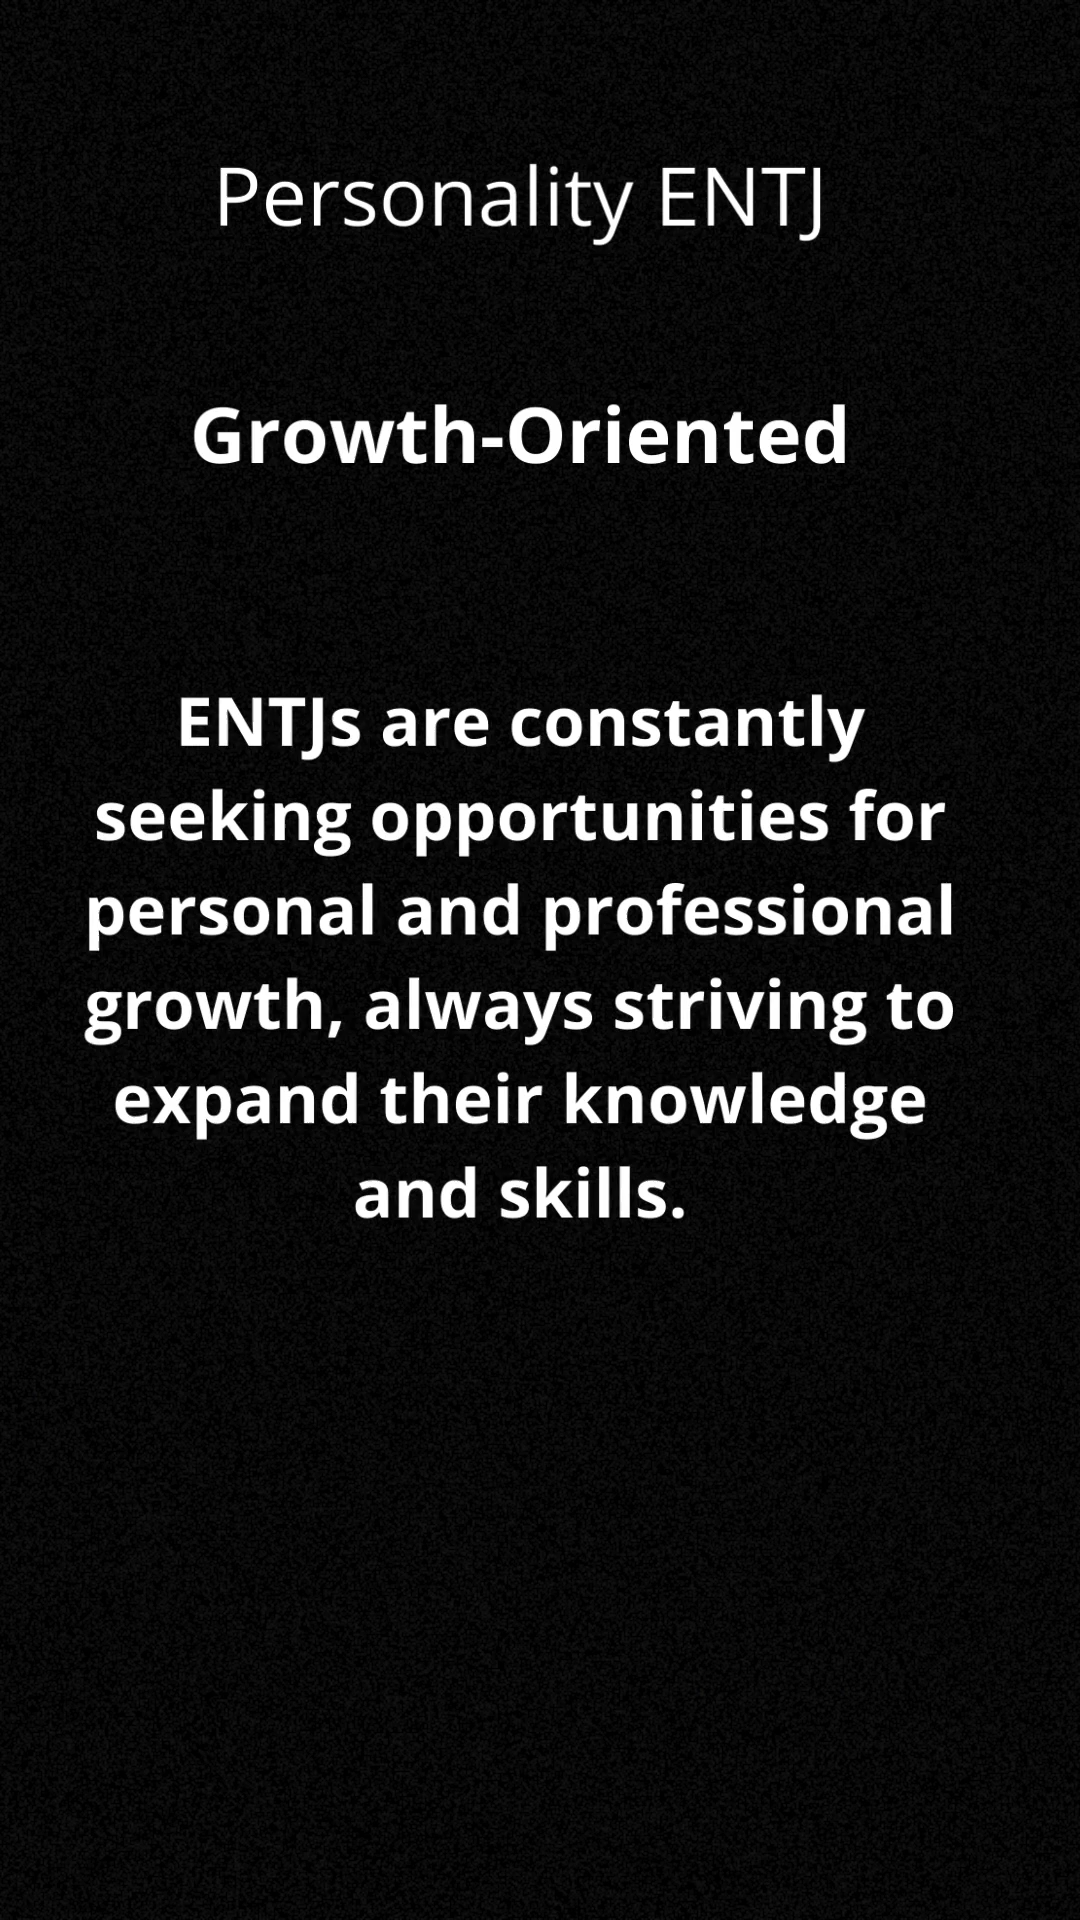 Personality ENTJ
Growth-Oriented
ENTJs are constantly
seeking opportunities for
personal and professional
growth, always striving to
expand their knowledge
and skills.